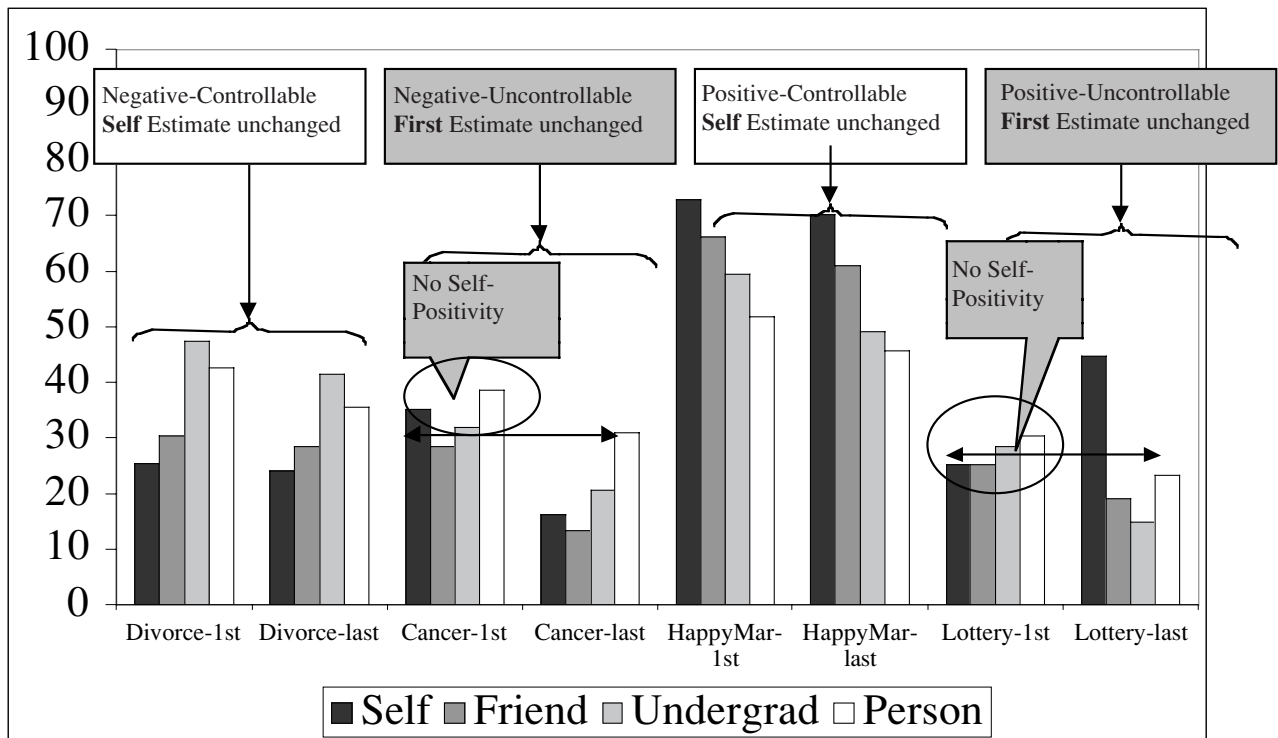 100
90
80
70
60
50
40
30
20
10
0
Negative-Controllable
Self Estimate unchanged
Negative-Uncontrollable
First Estimate unchanged
Positive-Controllable
Self Estimate unchanged
Positive-Uncontrollable
First Estimate unchanged
No Self-
Positivity
No Self-
Positivity
Divorce-1st
Divorce-last
Cancer-1st
Cancer-last
HappyMar-
1st
HappyMar-
last
Lottery-1st
Lottery-last
Self Friend Undergrad Person